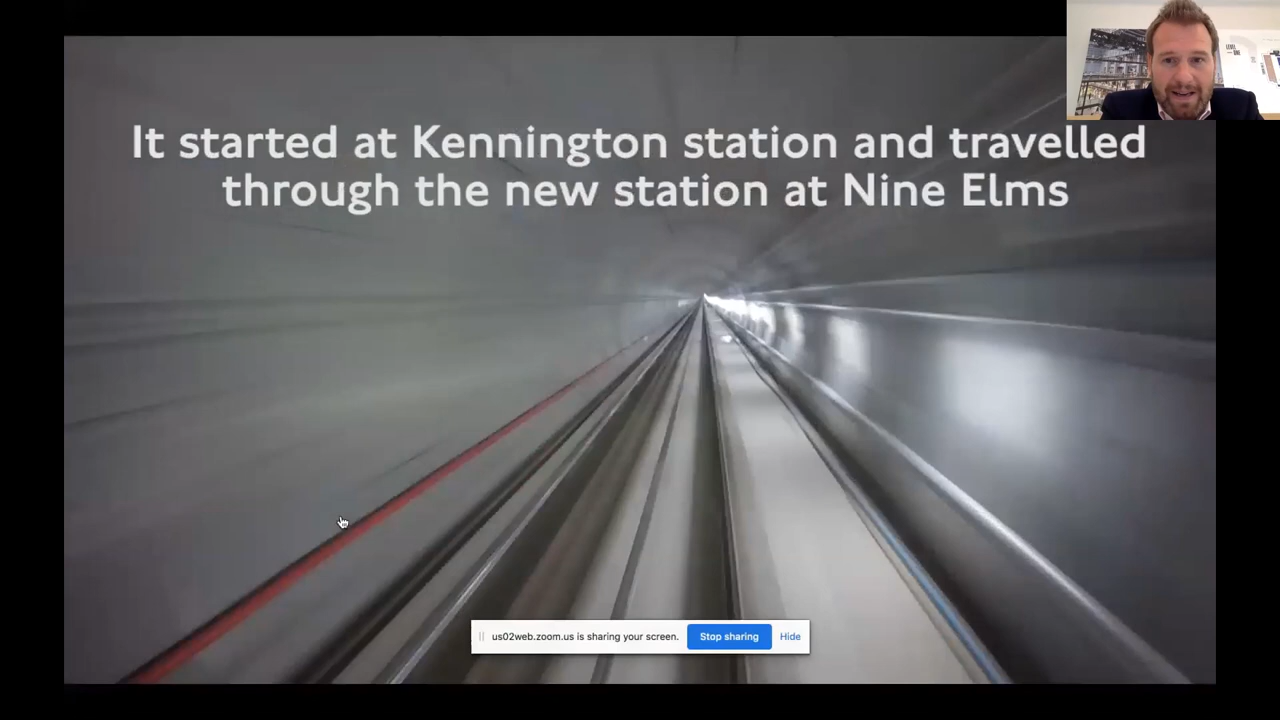 It started at Kennington station and travelled
through the new station at Nine Elms
LEVEL
us02web.zoom.us is sharing your screen.
Stop sharing
Hide